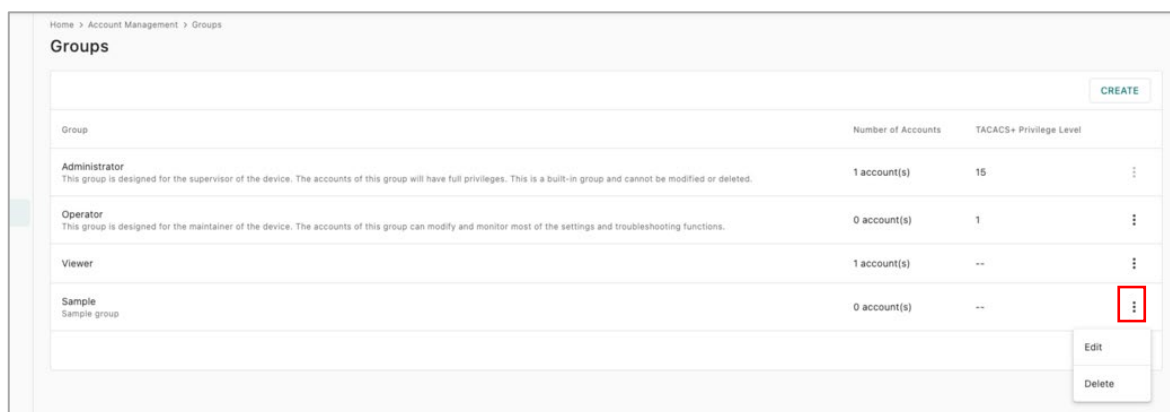 Home > Account Management > Groups
Groups
CREATE
Group Number of Accounts TACACS+ Privilege Level
Administrator
This group is designed for the supervisor of the device. The accounts of this group will have full privileges. This is a built-in group and cannot be modified or deleted.
1 account(s) 15
Operator
This group is designed for the maintainer of the device. The accounts of this group can modify and monitor most of the settings and troubleshooting functions.
0 account(s) 1
Viewer 1 account(s) --
Sample
Sample group
0 account(s) --
Edit
Delete